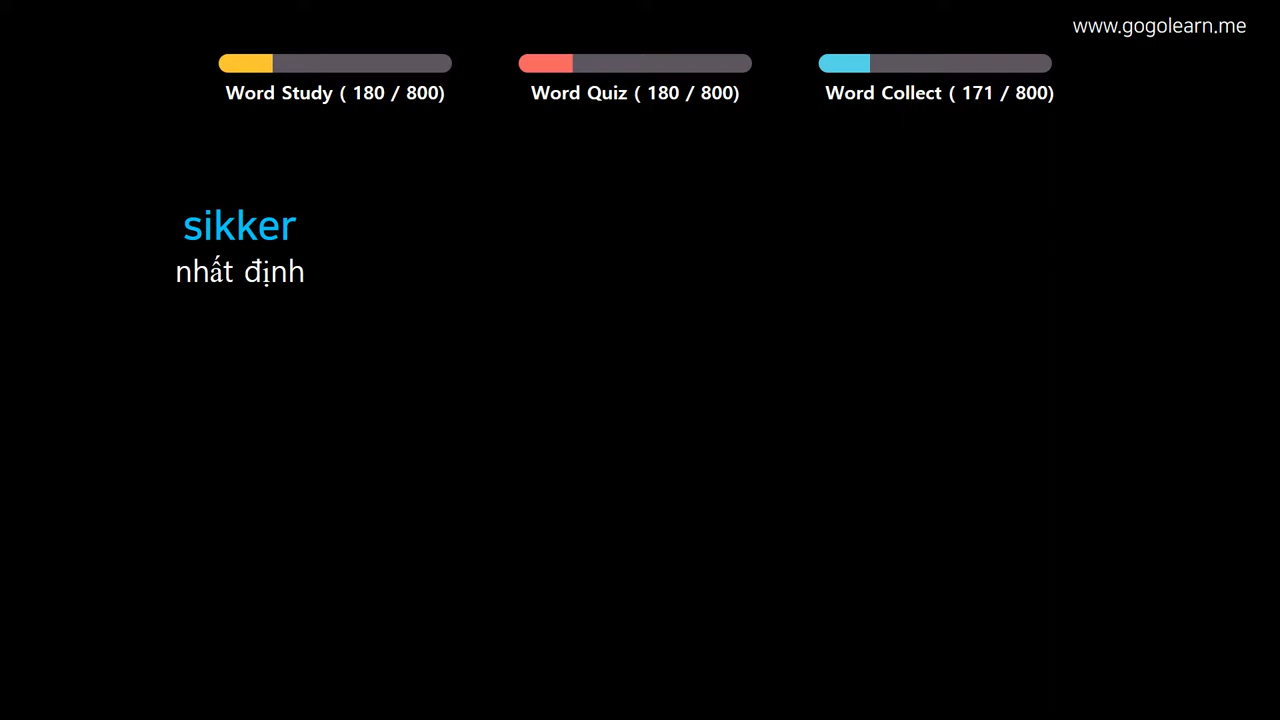 www.gogolearn.me
Word Study ( 180 / 800)
Word Quiz ( 180 / 800)
Word Collect ( 171 / 800)
sikker
nhất định